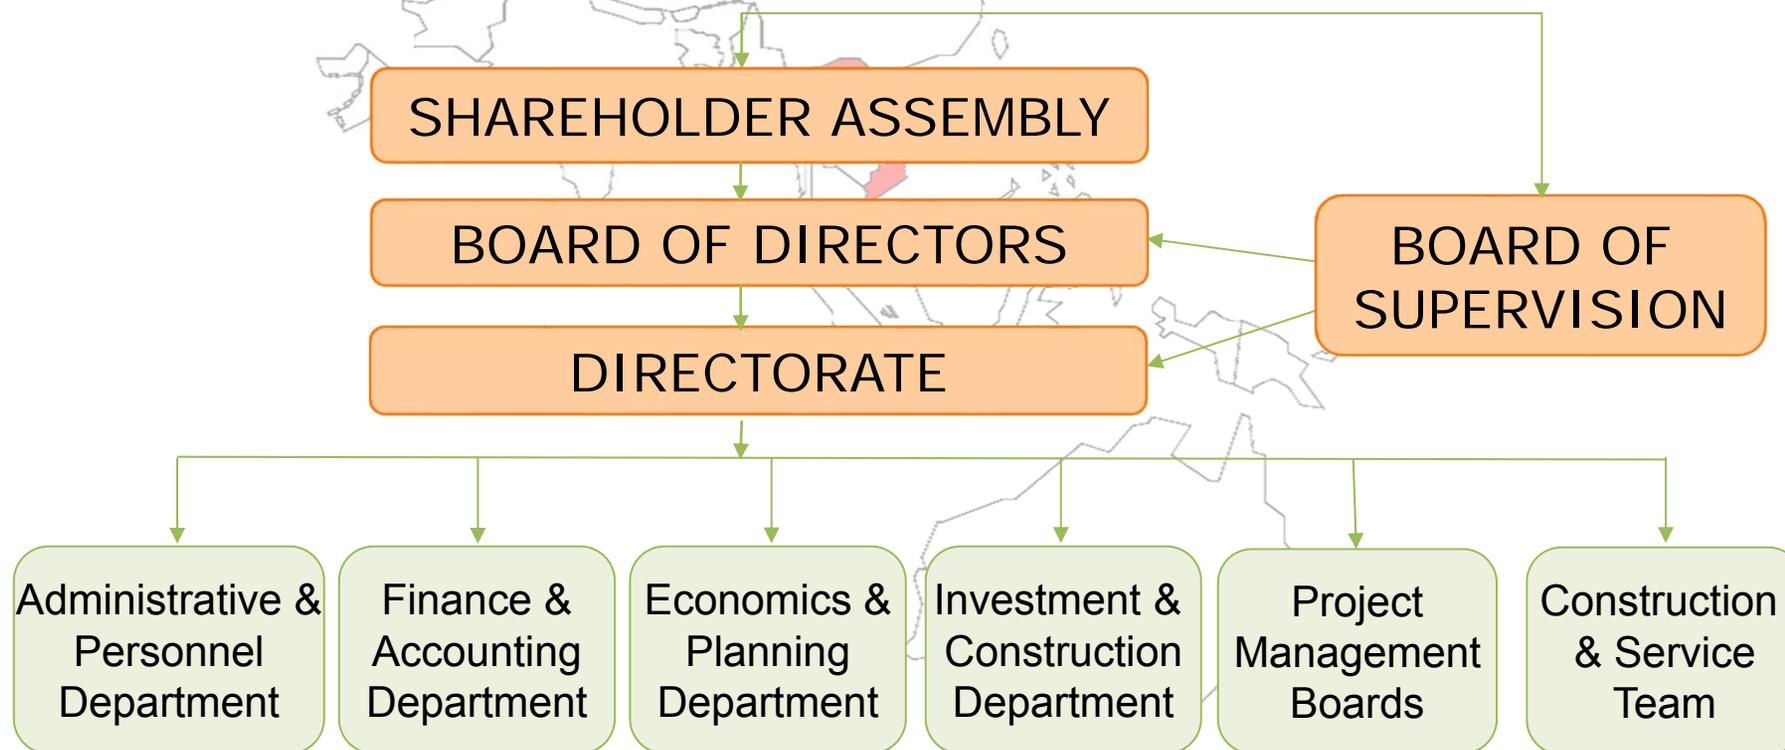 SHAREHOLDER ASSEMBLY
BOARD OF DIRECTORS
BOARD OF
SUPERVISION
DIRECTORATE
Administrative &
Personnel
Department
Finance &
Accounting
Department
Economics &
Planning
Department
Investment &
Construction
Department
Project
Management
Boards
Construction
& Service
Team